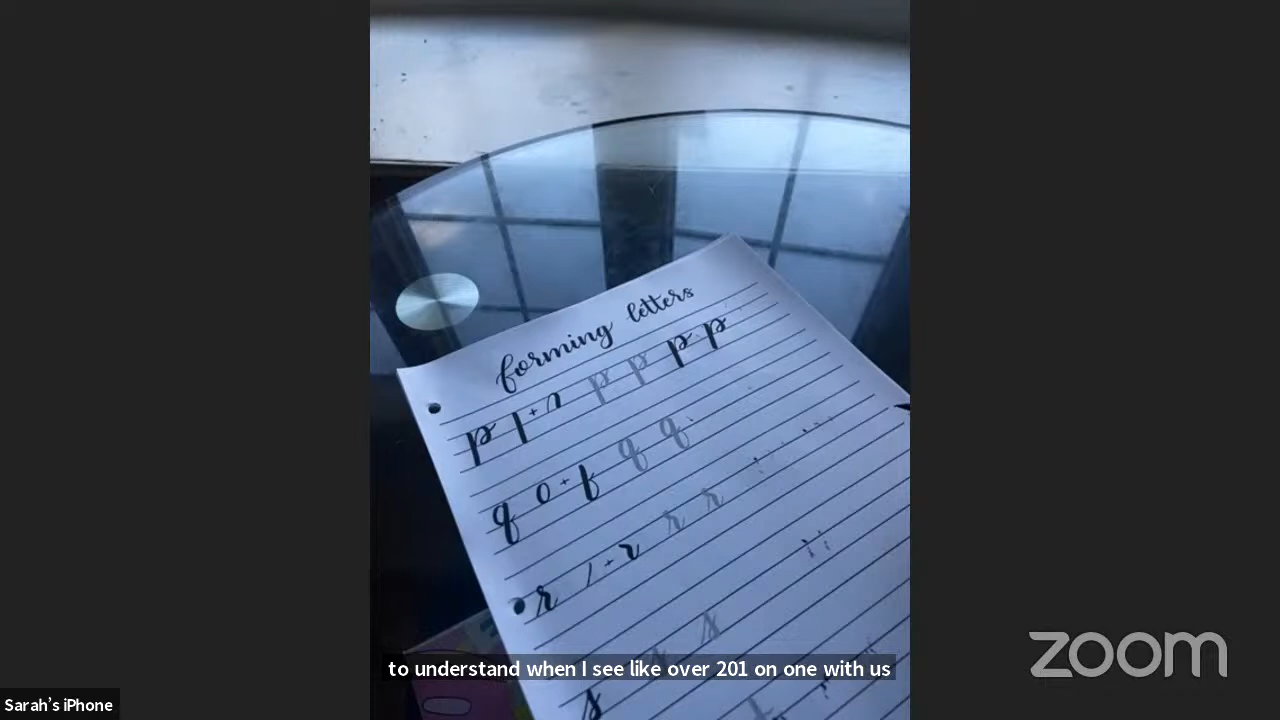 forming letters
p l + r p p p p
q o + f q q
r / + r r r
s s
to understand when I see like over 201 on one with us
zoom
Sarah's iPhone